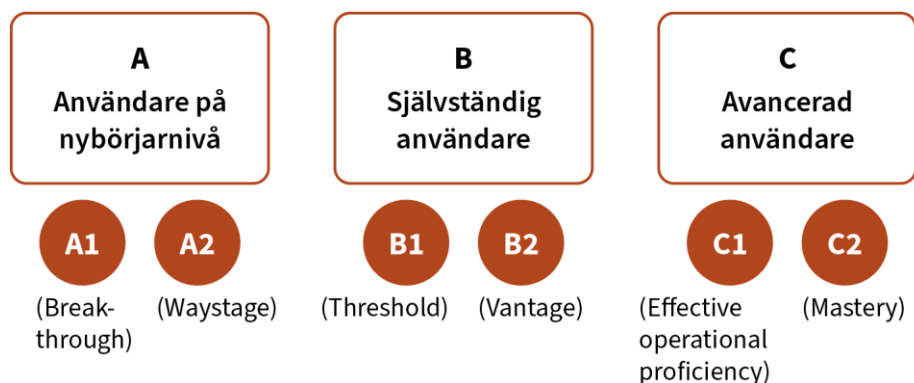 A
Användare på
nybörjarnivå
B
Självständig
användare
C
Avancerad
användare
A1
(Break-
through)
A2
(Waystage)
B1
(Threshold)
B2
(Vantage)
C1
(Effective
operational
proficiency)
C2
(Mastery)